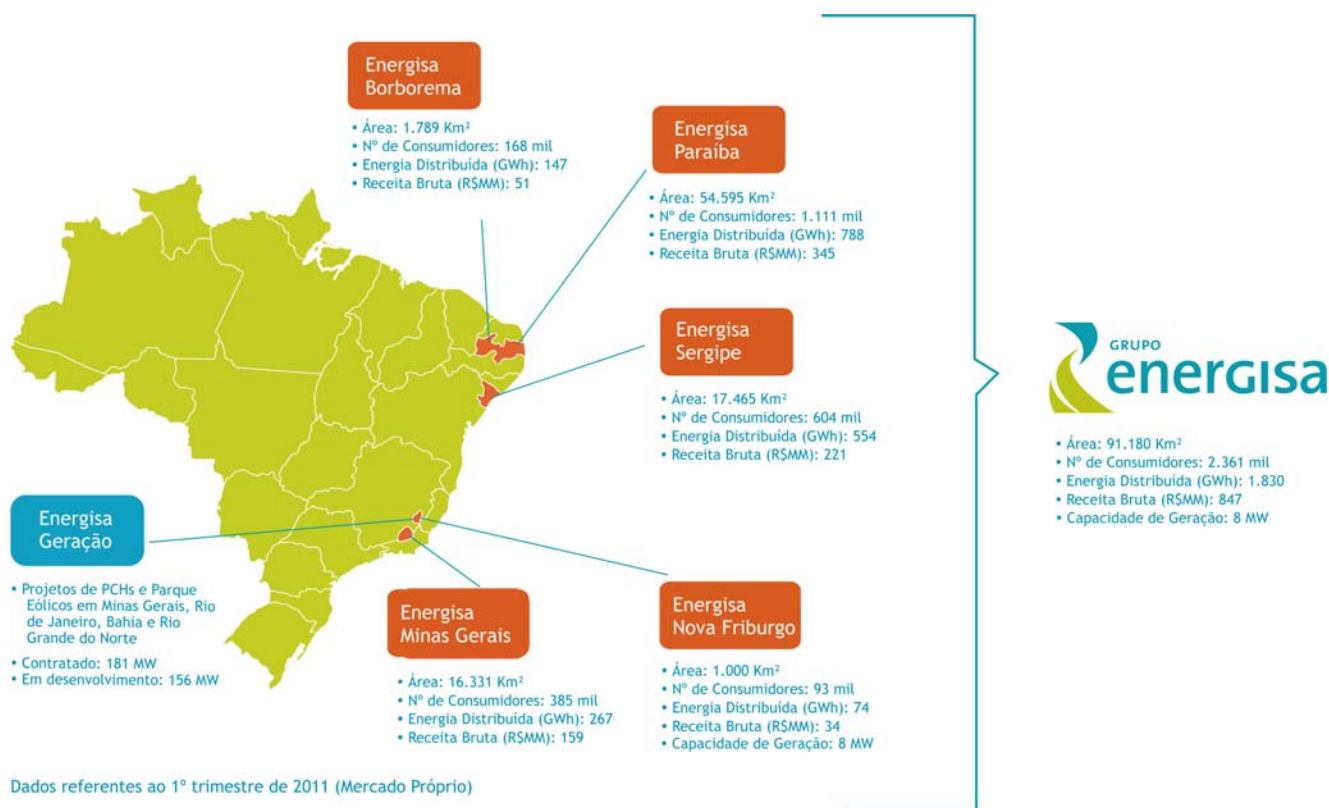 Energisa
Borborema
• Área: 1.789 Km²
• Nº de Consumidores: 168 mil
• Energia Distribuída (GWh): 147
• Receita Bruta (R$MM): 51
Energisa
Paraíba
• Área: 54.595 Km²
• Nº de Consumidores: 1.111 mil
• Energia Distribuída (GWh): 788
• Receita Bruta (R$MM): 345
Energisa
Sergipe
• Área: 17.465 Km²
• Nº de Consumidores: 604 mil
• Energia Distribuída (GWh): 554
• Receita Bruta (R$MM): 221
GRUPO
energisa
• Área: 91.180 Km²
• Nº de Consumidores: 2.361 mil
• Energia Distribuída (GWh): 1.830
• Receita Bruta (R$MM): 847
• Capacidade de Geração: 8 MW
Energisa
Geração
• Projetos de PCHs e Parque
Eólicos em Minas Gerais, Rio
de Janeiro, Bahia e Rio
Grande do Norte
• Contratado: 181 MW
• Em desenvolvimento: 156 MW
Energisa
Minas Gerais
• Área: 16.331 Km²
• Nº de Consumidores: 385 mil
• Energia Distribuída (GWh): 267
• Receita Bruta (R$MM): 159
Energisa
Nova Friburgo
• Área: 1.000 Km²
• Nº de Consumidores: 93 mil
• Energia Distribuída (GWh): 74
• Receita Bruta (R$MM): 34
• Capacidade de Geração: 8 MW
Dados referentes ao 1º trimestre de 2011 (Mercado Próprio)